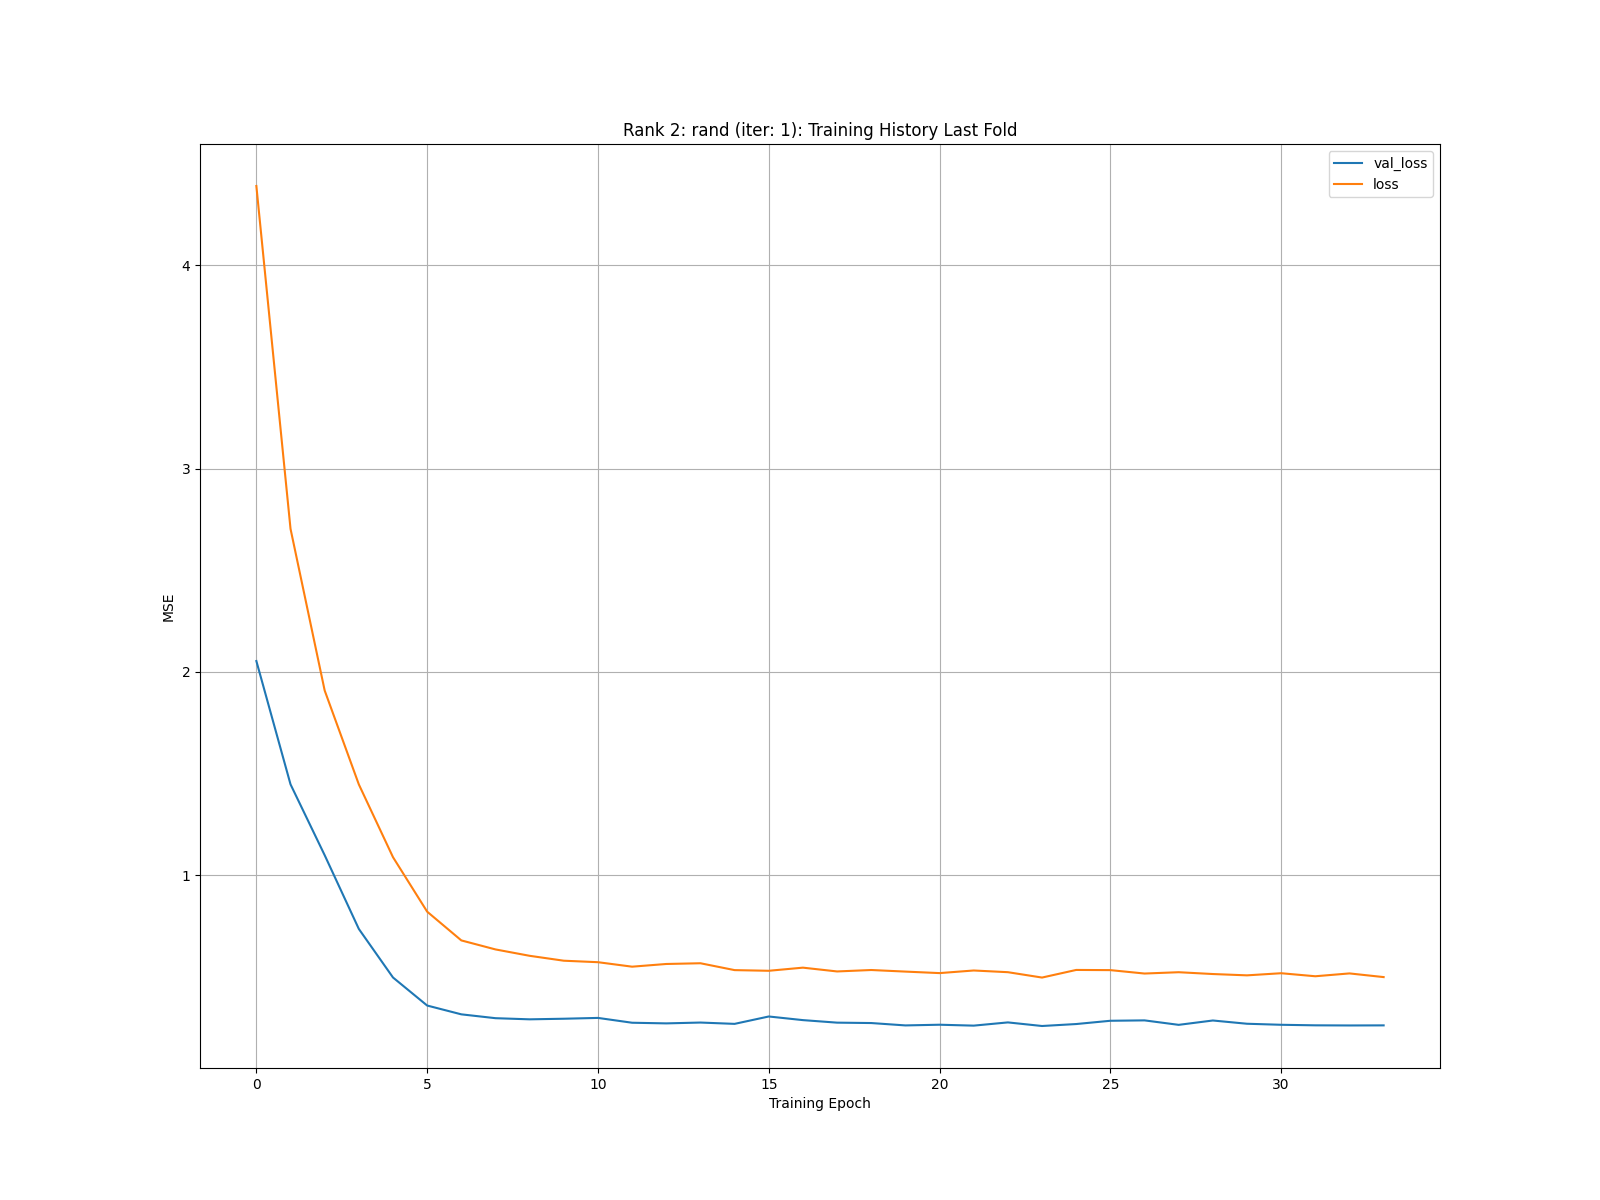 Rank 2: rand (iter: 1): Training History Last Fold
val_loss
loss
4
3
2
1
MSE
0 5 10 15 20 25 30
Training Epoch